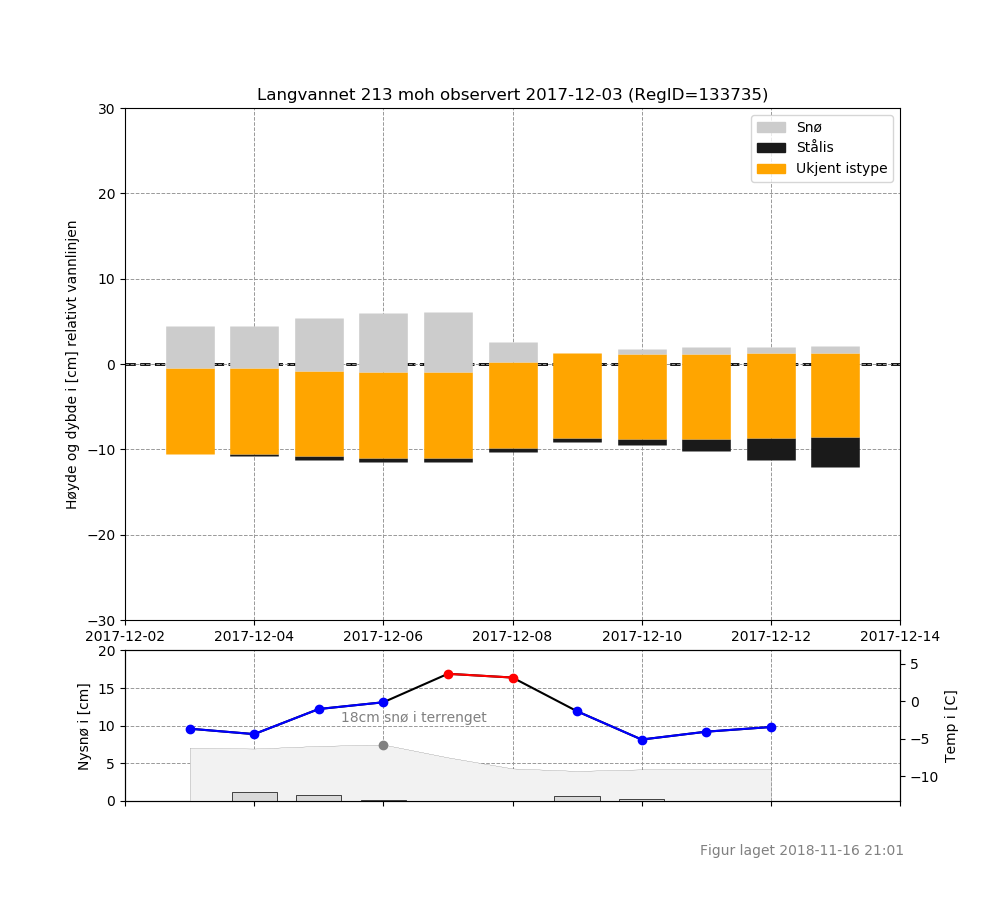 Langvannet 213 moh observert 2017-12-03 (RegID=133735)
Snø
Stålis
Ukjent istype
Høyde og dybde i [cm] relativt vannlinjen
30
20
10
0
−10
−20
−30
2017-12-02 2017-12-04 2017-12-06 2017-12-08 2017-12-10 2017-12-12 2017-12-14
Nysnø i [cm]
20
15
10
5
0
18cm snø i terrenget
5
0
−5
−10
Temp i [C]
Figur laget 2018-11-16 21:01